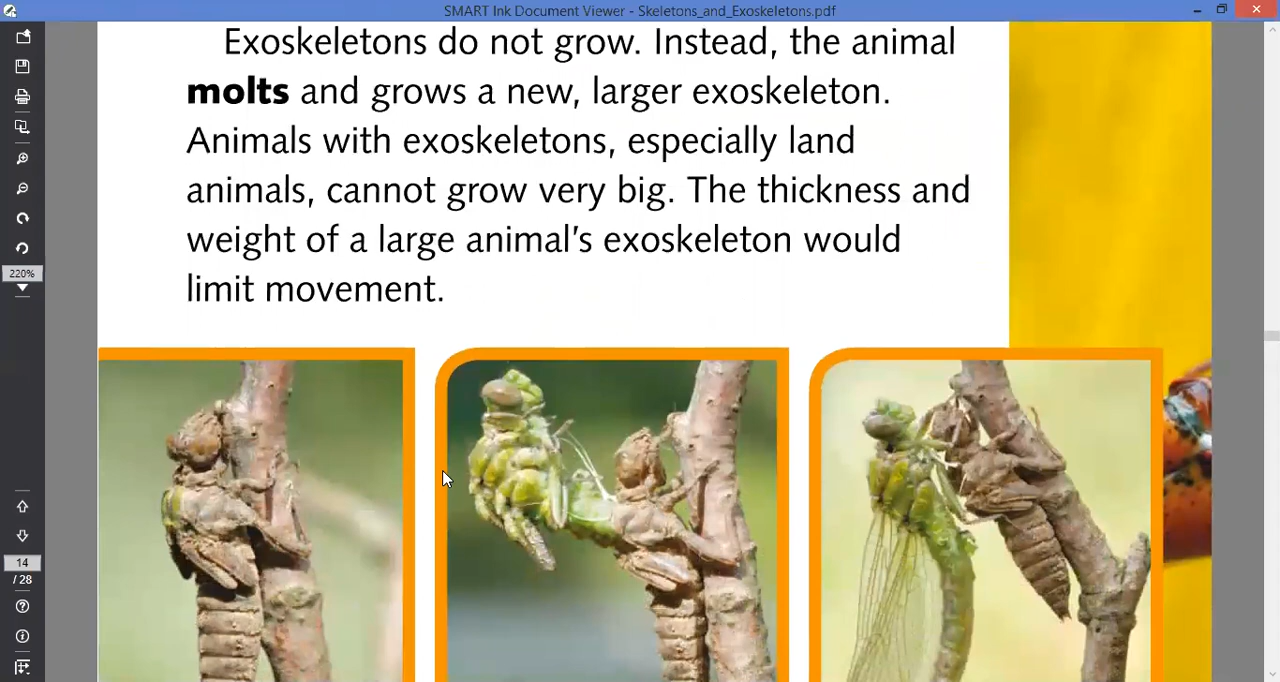 SMART Ink Document Viewer - Skeletons_and_Exoskeletons.pdf
Exoskeletons do not grow. Instead, the animal
molts and grows a new, larger exoskeleton.
Animals with exoskeletons, especially land
animals, cannot grow very big. The thickness and
weight of a large animal’s exoskeleton would
limit movement.
220%
14
/ 28